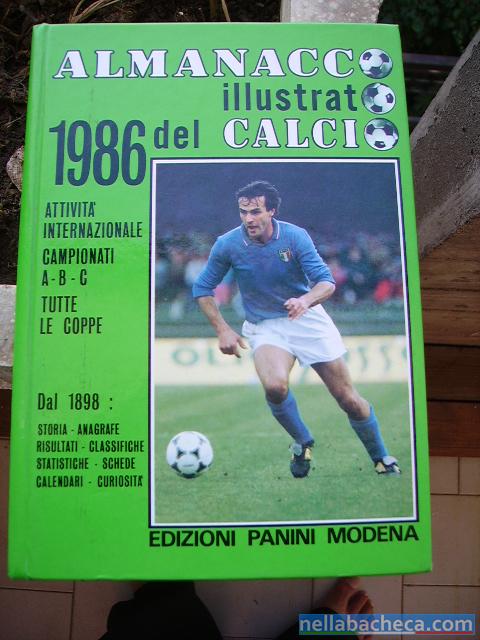 ALMANACCO
illustrato
1986 del CALCIO
ATTIVITA'
INTERNAZIONALE
CAMPIONATI
A-B-C
TUTTE
LE COPPE
Dal 1898 :
STORIA - ANAGRAFE
RISULTATI - CLASSIFICHE
STATISTICHE - SCHEDE
CALENDARI - CURIOSITA'
EDIZIONI PANINI MODENA
nellabacheca.com